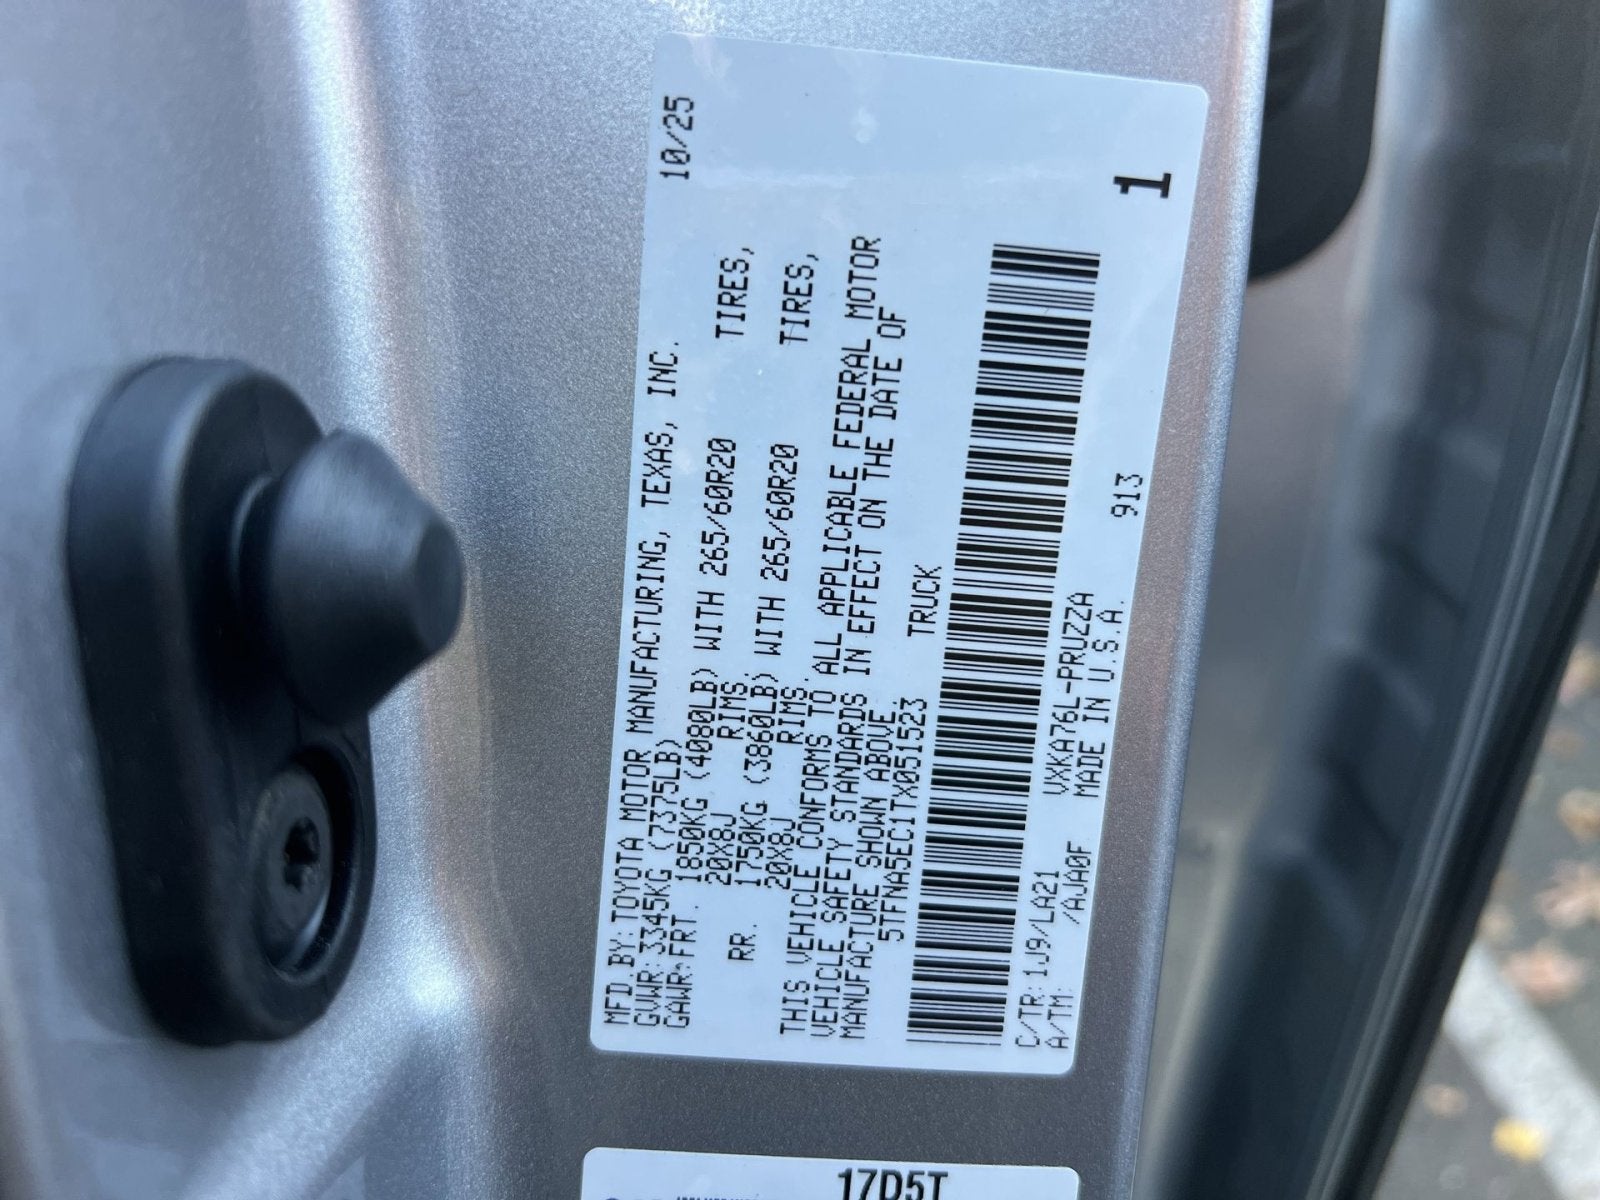 MFD.BY:TOYOTA MOTOR MANUFACTURING, TEXAS, INC. 10/25
GVWR:3345KG (7375LB)
GAWR:FRT. 1850KG (4080LB) WITH 265/60R20 TIRES,
20X8J RIMS,
RR. 1750KG (3860LB) WITH 265/60R20 TIRES,
20X8J RIMS.
THIS VEHICLE CONFORMS TO ALL APPLICABLE FEDERAL MOTOR
VEHICLE SAFETY STANDARDS IN EFFECT ON THE DATE OF
MANUFACTURE SHOWN ABOVE.
5TFNA5EC1TX051523 TRUCK
C/TR:1J9/LA21 VXKA76L-PRUZZA 913
A/TM: /AJA0F MADE IN U.S.A.
1
17D5T